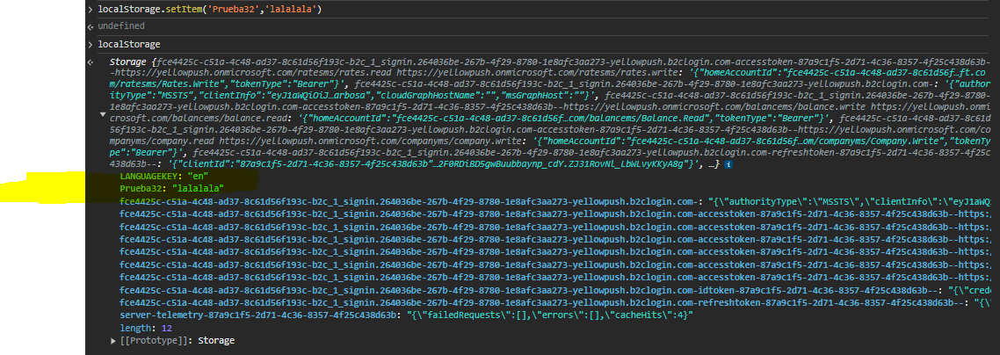 localStorage.setItem('Prueba32','lalalala')
undefined
localStorage
Storage {fce4425c-c51a-4c48-ad37-8c61d56f193c-b2c_1_signin.264036be-267b-4f29-8780-1e8afc3aa273-yellowpush.b2clogin.com-accesstoken-87a9c1f5-2d71-4c36-8357-4f25c438d63b-
-https://yellowpush.onmicrosoft.com/ratesms/rates.read https://yellowpush.onmicrosoft.com/ratesms/rates.write: '{"homeAccountId":"fce4425c-c51a-4c48-ad37-8c61d56f…ft.co
m/ratesms/Rates.Write","tokenType":"Bearer"}', fce4425c-c51a-4c48-ad37-8c61d56f193c-b2c_1_signin.264036be-267b-4f29-8780-1e8afc3aa273-yellowpush.b2clogin.com-: '{"author
ityType":"MSSTS","clientInfo":"eyJ1aWQiOiJ…arbosa","cloudGraphHostName":"","msGraphHost":""}', fce4425c-c51a-4c48-ad37-8c61d56f193c-b2c_1_signin.264036be-267b-4f29-8780-
1e8afc3aa273-yellowpush.b2clogin.com-accesstoken-87a9c1f5-2d71-4c36-8357-4f25c438d63b--https://yellowpush.onmicrosoft.com/balancems/balance.write https://yellowpush.onmi
crosoft.com/balancems/balance.read: '{"homeAccountId":"fce4425c-c51a-4c48-ad37-8c61d56f…com/balancems/Balance.Read","tokenType":"Bearer"}', fce4425c-c51a-4c48-ad37-8c61d
56f193c-b2c_1_signin.264036be-267b-4f29-8780-1e8afc3aa273-yellowpush.b2clogin.com-accesstoken-87a9c1f5-2d71-4c36-8357-4f25c438d63b--https://yellowpush.onmicrosoft.com/co
mpanyms/company.read https://yellowpush.onmicrosoft.com/companyms/company.write: '{"homeAccountId":"fce4425c-c51a-4c48-ad37-8c61d56f…om/companyms/Company.Write","tokenTy
pe":"Bearer"}', fce4425c-c51a-4c48-ad37-8c61d56f193c-b2c_1_signin.264036be-267b-4f29-8780-1e8afc3aa273-yellowpush.b2clogin.com-refreshtoken-87a9c1f5-2d71-4c36-8357-4f25c
438d63b--: '{"clientId":"87a9c1f5-2d71-4c36-8357-4f25c438d63b"…2F0RDiBD5gwBuubbqynp_cdY.ZJ31RovNl_LbWLvyKKyA8g"}', …}
LANGUAGEKEY: "en"
Prueba32: "lalalala"
fce4425c-c51a-4c48-ad37-8c61d56f193c-b2c_1_signin.264036be-267b-4f29-8780-1e8afc3aa273-yellowpush.b2clogin.com-: "{\"authorityType\":\"MSSTS\",\"clientInfo\":\"eyJ1aWQ
fce4425c-c51a-4c48-ad37-8c61d56f193c-b2c_1_signin.264036be-267b-4f29-8780-1e8afc3aa273-yellowpush.b2clogin.com-accesstoken-87a9c1f5-2d71-4c36-8357-4f25c438d63b--https:
fce4425c-c51a-4c48-ad37-8c61d56f193c-b2c_1_signin.264036be-267b-4f29-8780-1e8afc3aa273-yellowpush.b2clogin.com-accesstoken-87a9c1f5-2d71-4c36-8357-4f25c438d63b--https:
fce4425c-c51a-4c48-ad37-8c61d56f193c-b2c_1_signin.264036be-267b-4f29-8780-1e8afc3aa273-yellowpush.b2clogin.com-accesstoken-87a9c1f5-2d71-4c36-8357-4f25c438d63b--https:
fce4425c-c51a-4c48-ad37-8c61d56f193c-b2c_1_signin.264036be-267b-4f29-8780-1e8afc3aa273-yellowpush.b2clogin.com-accesstoken-87a9c1f5-2d71-4c36-8357-4f25c438d63b--https:
fce4425c-c51a-4c48-ad37-8c61d56f193c-b2c_1_signin.264036be-267b-4f29-8780-1e8afc3aa273-yellowpush.b2clogin.com-accesstoken-87a9c1f5-2d71-4c36-8357-4f25c438d63b--https:
fce4425c-c51a-4c48-ad37-8c61d56f193c-b2c_1_signin.264036be-267b-4f29-8780-1e8afc3aa273-yellowpush.b2clogin.com-accesstoken-87a9c1f5-2d71-4c36-8357-4f25c438d63b--https:
fce4425c-c51a-4c48-ad37-8c61d56f193c-b2c_1_signin.264036be-267b-4f29-8780-1e8afc3aa273-yellowpush.b2clogin.com-idtoken-87a9c1f5-2d71-4c36-8357-4f25c438d63b--: "{\"crede
fce4425c-c51a-4c48-ad37-8c61d56f193c-b2c_1_signin.264036be-267b-4f29-8780-1e8afc3aa273-yellowpush.b2clogin.com-refreshtoken-87a9c1f5-2d71-4c36-8357-4f25c438d63b--: "{\"
server-telemetry-87a9c1f5-2d71-4c36-8357-4f25c438d63b: "{\"failedRequests\":[],\"errors\":[],\"cacheHits\":4}"
length: 12
[[Prototype]]: Storage